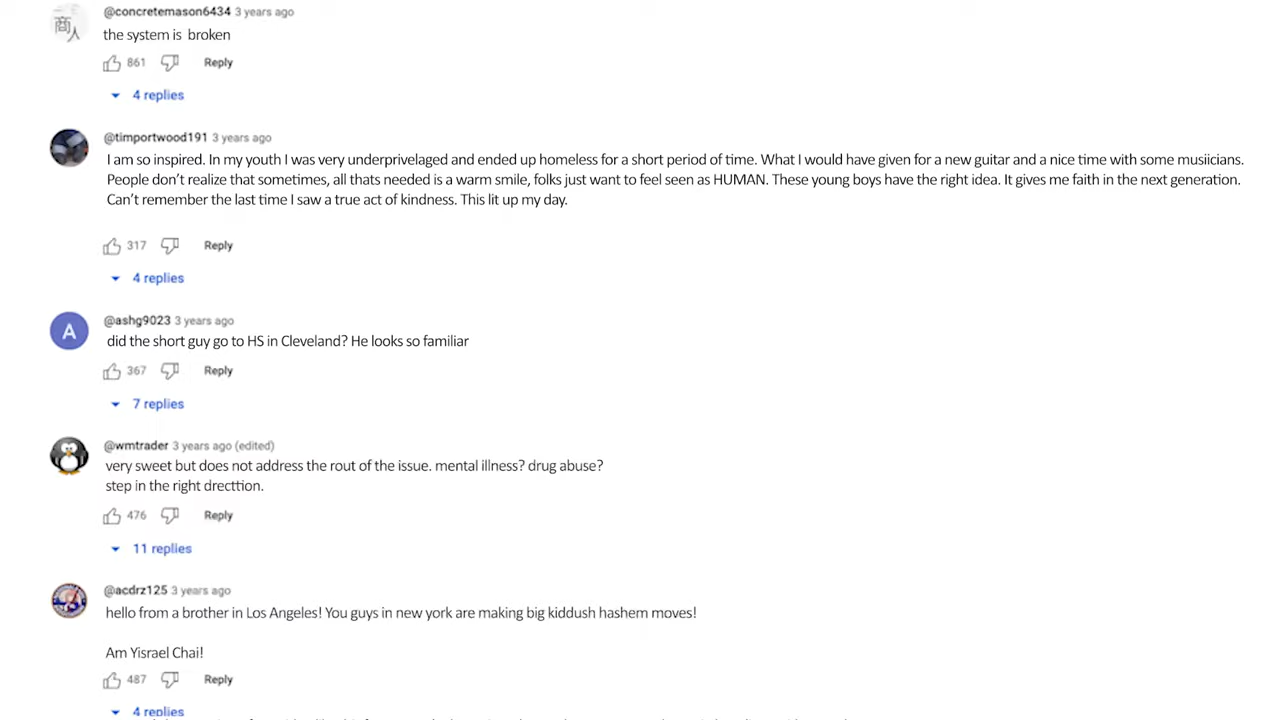 @concretemason6434 3 years ago
the system is broken
861 Reply
4 replies
@timportwood191 3 years ago
I am so inspired. In my youth I was very underprivelaged and ended up homeless for a short period of time. What I would have given for a new guitar and a nice time with some musiicians.
People don't realize that sometimes, all thats needed is a warm smile, folks just want to feel seen as HUMAN. These young boys have the right idea. It gives me faith in the next generation.
Can't remember the last time I saw a true act of kindness. This lit up my day.
317 Reply
4 replies
A
@ashg9023 3 years ago
did the short guy go to HS in Cleveland? He looks so familiar
367 Reply
7 replies
@wmtrader 3 years ago (edited)
very sweet but does not address the rout of the issue. mental illness? drug abuse?
step in the right drecttion.
476 Reply
11 replies
@acdrz125 3 years ago
hello from a brother in Los Angeles! You guys in new york are making big kiddush hashem moves!
Am Yisrael Chai!
487 Reply
4 replies